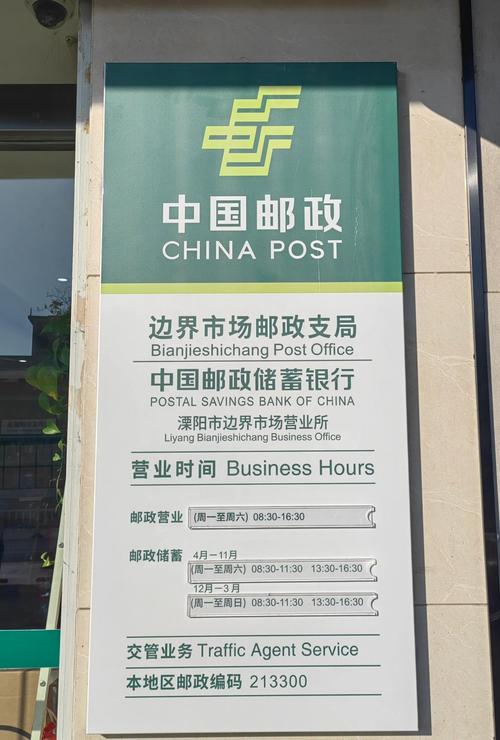 中国邮政
CHINA POST
边界市场邮政支局
Bianjieshichang Post Office
中国邮政储蓄银行
POSTAL SAVINGS BANK OF CHINA
溧阳市边界市场营业所
Liyang Bianjieshichang Business Office
营业时间 Business Hours
邮政营业 (周一至周六) 08:30-16:30
邮政储蓄 4月－11月
(周一至周六) 08:30-11:30 13:30-16:30
12月－3月
(周一至周日) 08:30-11:30 13:30-16:30
交管业务 Traffic Agent Service
本地区邮政编码 213300